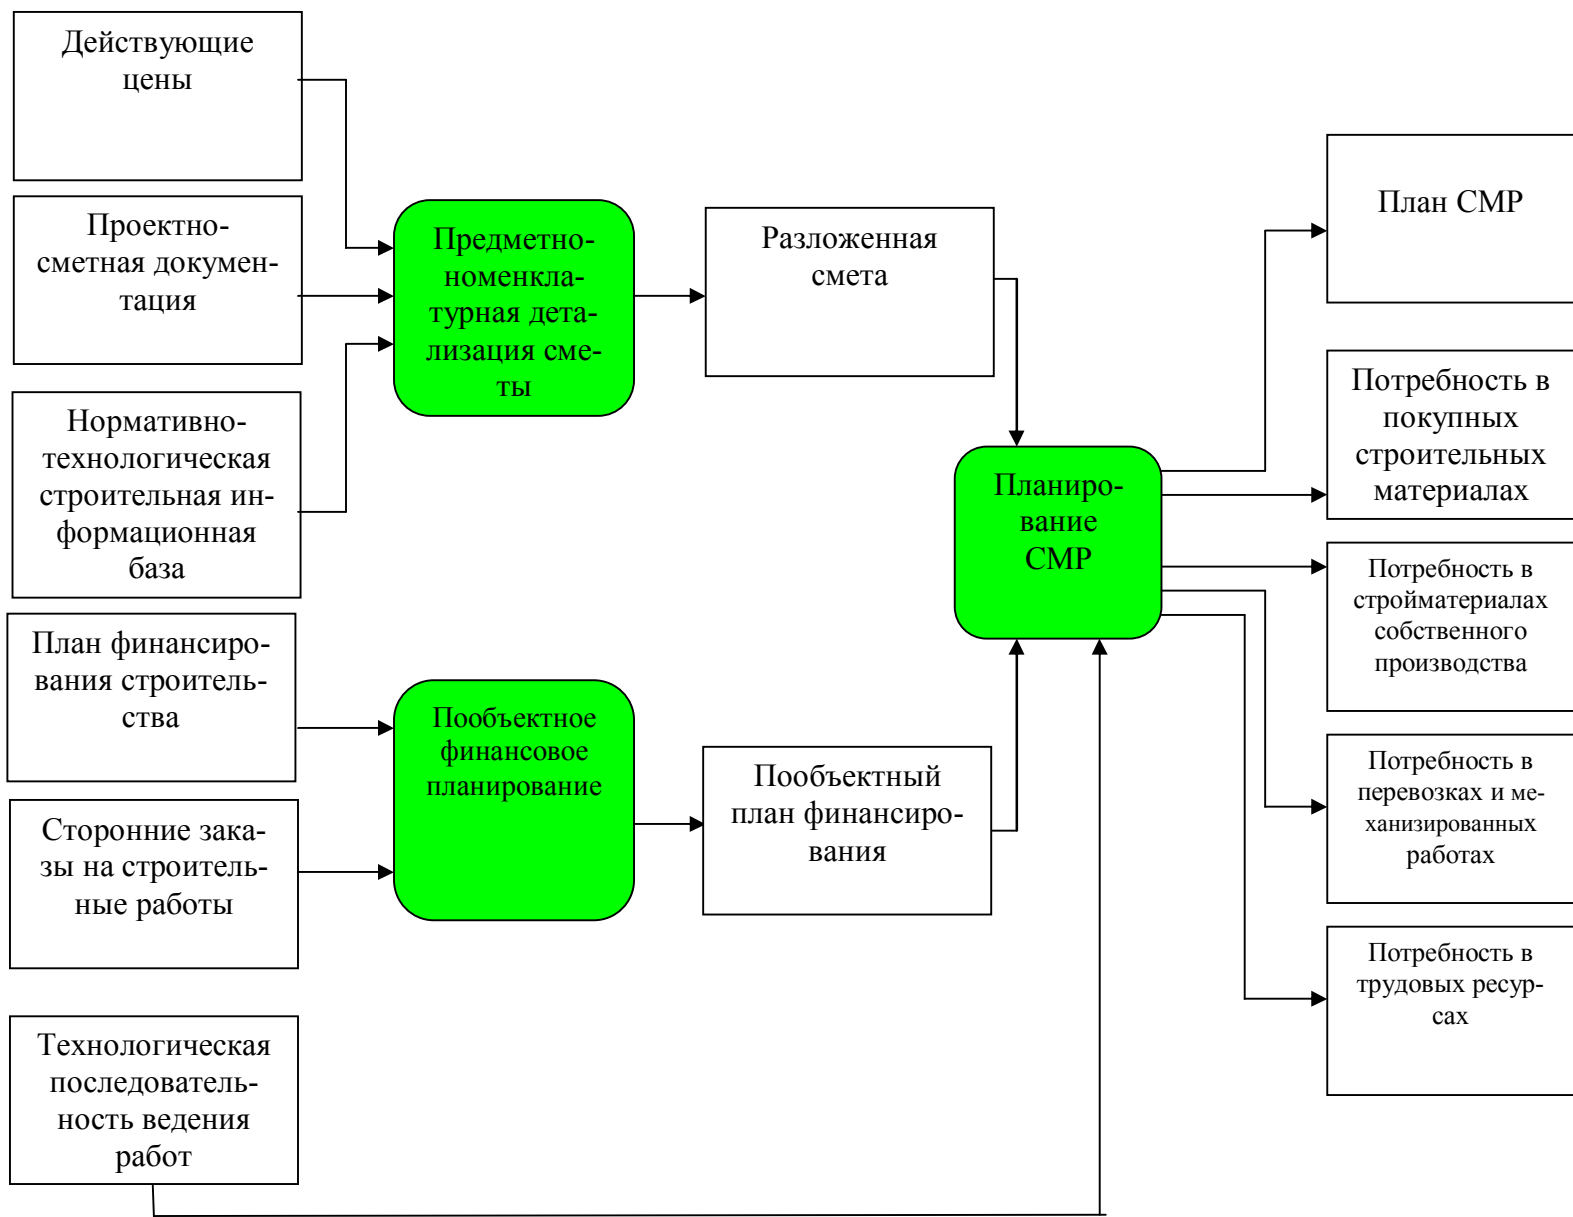 Действующие
цены
Проектно-
сметная докумен-
тация
Нормативно-
технологическая
строительная ин-
формационная
база
План финансиро-
вания строитель-
ства
Сторонние зака-
зы на строитель-
ные работы
Технологическая
последователь-
ность ведения
работ
Предметно-
номенкла-
турная дета-
лизация сме-
ты
Пообъектное
финансовое
планирование
Разложенная
смета
Пообъектный
план финансиро-
вания
Планиро-
вание
СМР
План СМР
Потребность в
покупных
строительных
материалах
Потребность в
стройматериалах
собственного
производства
Потребность в
перевозках и ме-
ханизированных
работах
Потребность в
трудовых ресур-
сах